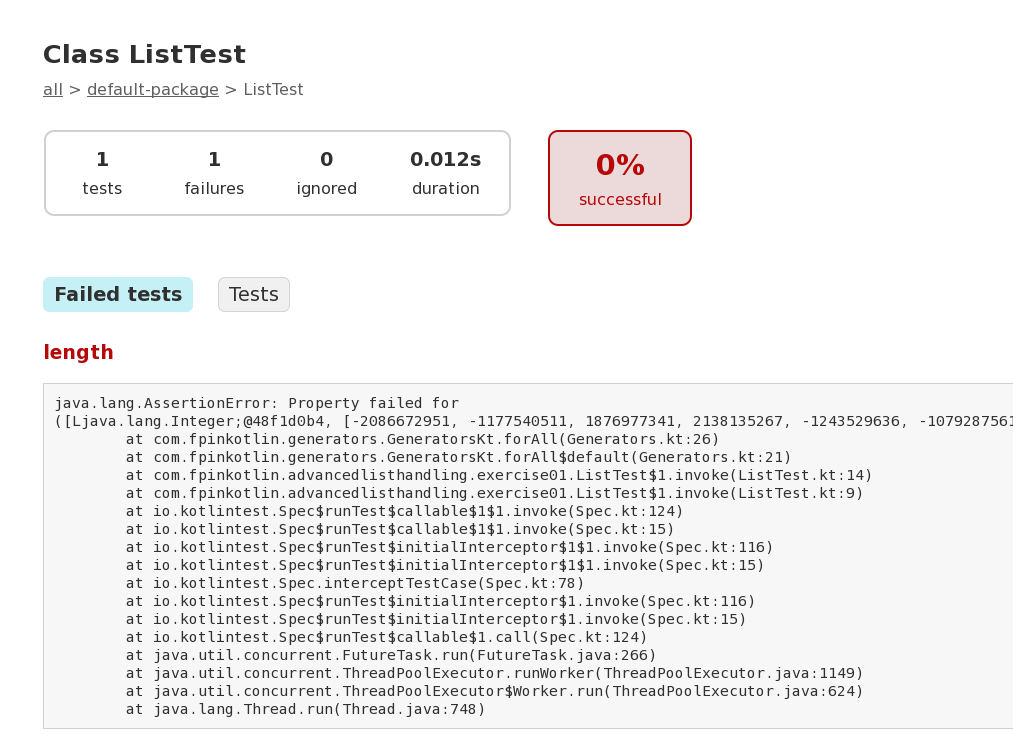 Class ListTest
all > default-package > ListTest
1 1 0 0.012s
tests failures ignored duration
0%
successful
Failed tests Tests
length
java.lang.AssertionError: Property failed for
([Ljava.lang.Integer;@48f1d0b4, [-2086672951, -1177540511, 1876977341, 2138135267, -1243529636, -1079287561
at com.fpinkotlin.generators.GeneratorsKt.forAll(Generators.kt:26)
at com.fpinkotlin.generators.GeneratorsKt.forAll$default(Generators.kt:21)
at com.fpinkotlin.advancedlisthandling.exercise01.ListTest$1.invoke(ListTest.kt:14)
at com.fpinkotlin.advancedlisthandling.exercise01.ListTest$1.invoke(ListTest.kt:9)
at io.kotlintest.Spec$runTest$callable$1$1.invoke(Spec.kt:124)
at io.kotlintest.Spec$runTest$callable$1$1.invoke(Spec.kt:15)
at io.kotlintest.Spec$runTest$initialInterceptor$1$1.invoke(Spec.kt:116)
at io.kotlintest.Spec$runTest$initialInterceptor$1$1.invoke(Spec.kt:15)
at io.kotlintest.Spec.interceptTestCase(Spec.kt:78)
at io.kotlintest.Spec$runTest$initialInterceptor$1.invoke(Spec.kt:116)
at io.kotlintest.Spec$runTest$initialInterceptor$1.invoke(Spec.kt:15)
at io.kotlintest.Spec$runTest$callable$1.call(Spec.kt:124)
at java.util.concurrent.FutureTask.run(FutureTask.java:266)
at java.util.concurrent.ThreadPoolExecutor.runWorker(ThreadPoolExecutor.java:1149)
at java.util.concurrent.ThreadPoolExecutor$Worker.run(ThreadPoolExecutor.java:624)
at java.lang.Thread.run(Thread.java:748)